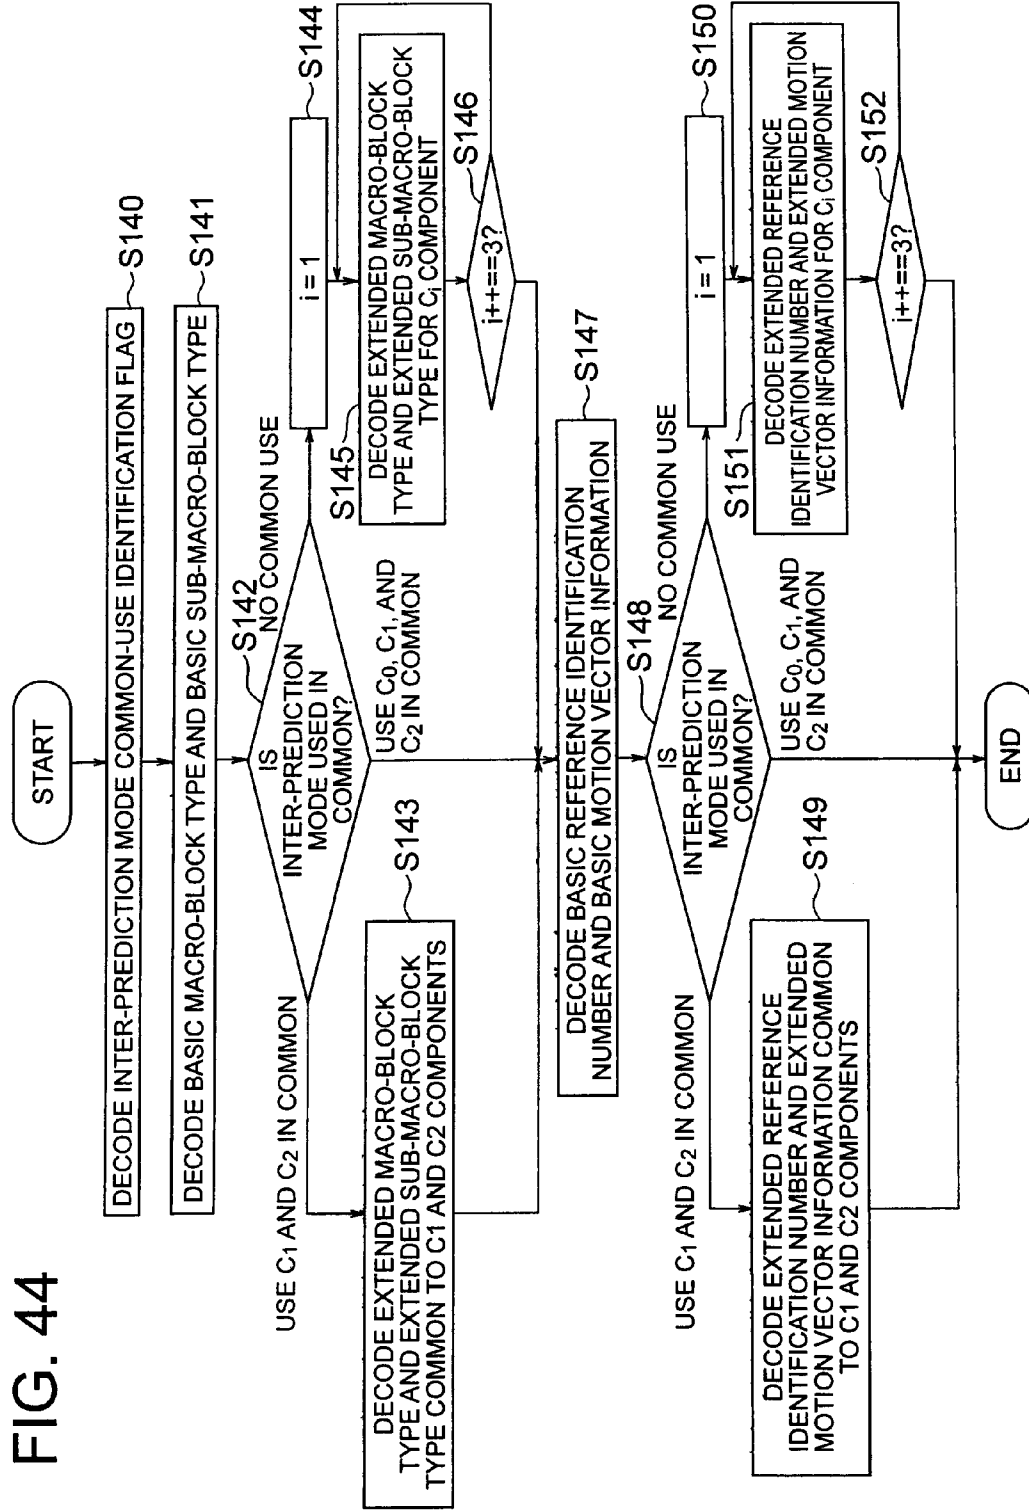 FIG. 44
START
DECODE INTER-PREDICTION MODE COMMON-USE IDENTIFICATION FLAG
S140
DECODE BASIC MACRO-BLOCK TYPE AND BASIC SUB-MACRO-BLOCK TYPE
S141
IS
INTER-PREDICTION
MODE USED IN
COMMON?
S142
USE C1 AND C2 IN COMMON
USE C0, C1, AND
C2 IN COMMON
NO COMMON USE
DECODE EXTENDED MACRO-BLOCK
TYPE AND EXTENDED SUB-MACRO-BLOCK
TYPE COMMON TO C1 AND C2 COMPONENTS
S143
i = 1
S144
S145
DECODE EXTENDED MACRO-BLOCK
TYPE AND EXTENDED SUB-MACRO-BLOCK
TYPE FOR Ci COMPONENT
i++==3?
S146
DECODE BASIC REFERENCE IDENTIFICATION
NUMBER AND BASIC MOTION VECTOR INFORMATION
S147
IS
INTER-PREDICTION
MODE USED IN
COMMON?
S148
USE C1 AND C2 IN COMMON
USE C0, C1, AND
C2 IN COMMON
NO COMMON USE
DECODE EXTENDED REFERENCE
IDENTIFICATION NUMBER AND EXTENDED
MOTION VECTOR INFORMATION COMMON
TO C1 AND C2 COMPONENTS
S149
i = 1
S150
S151
DECODE EXTENDED REFERENCE
IDENTIFICATION NUMBER AND EXTENDED MOTION
VECTOR INFORMATION FOR Ci COMPONENT
i++==3?
S152
END